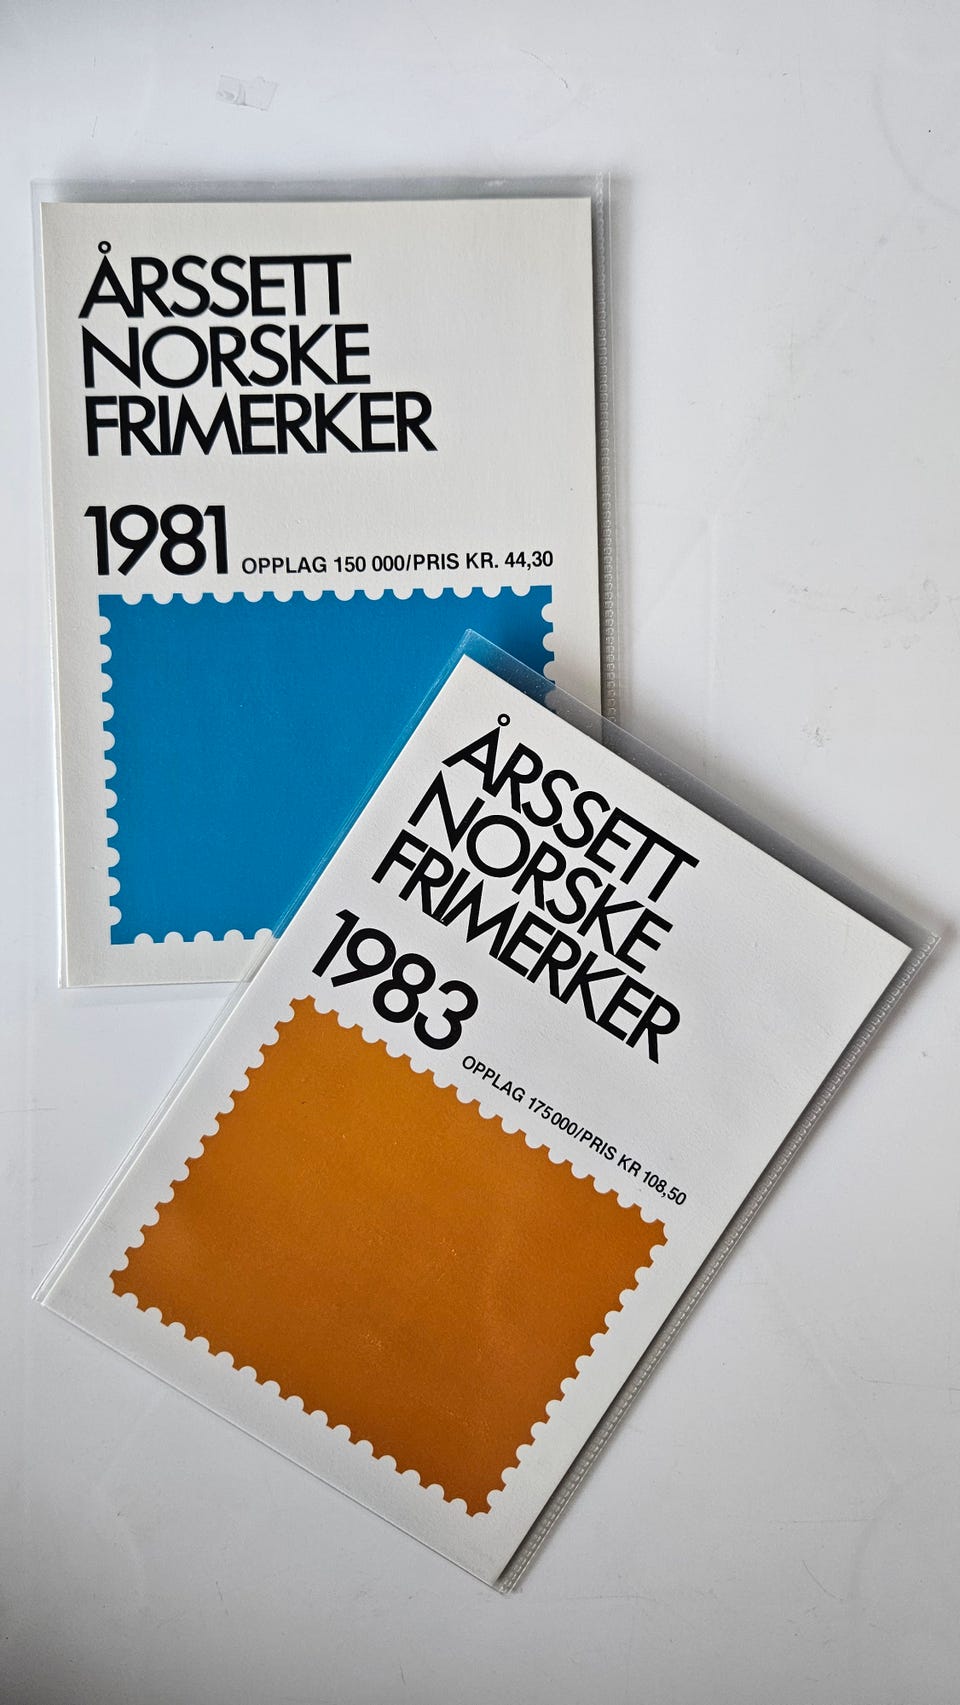 ÅRSSETT
NORSKE
FRIMERKER
1981 OPPLAG 150 000/PRIS KR. 44,30
ÅRSSETT
NORSKE
FRIMERKER
1983 OPPLAG 175000/PRIS KR 108,50